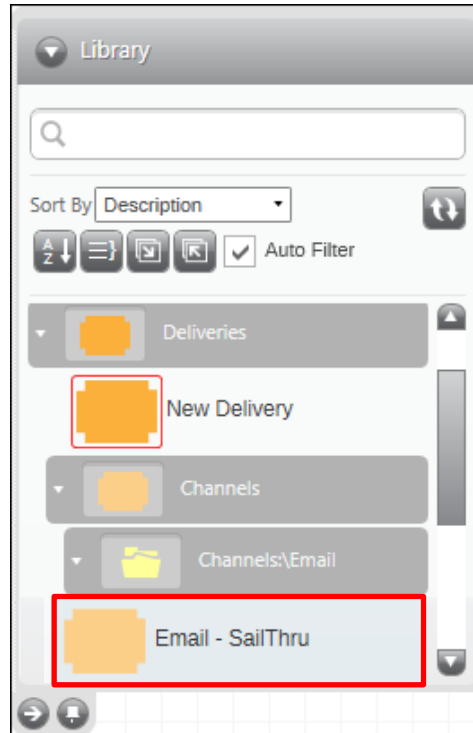 Library
Sort By Description
A Z Auto Filter
Deliveries
New Delivery
Channels
Channels:\Email
Email - SailThru